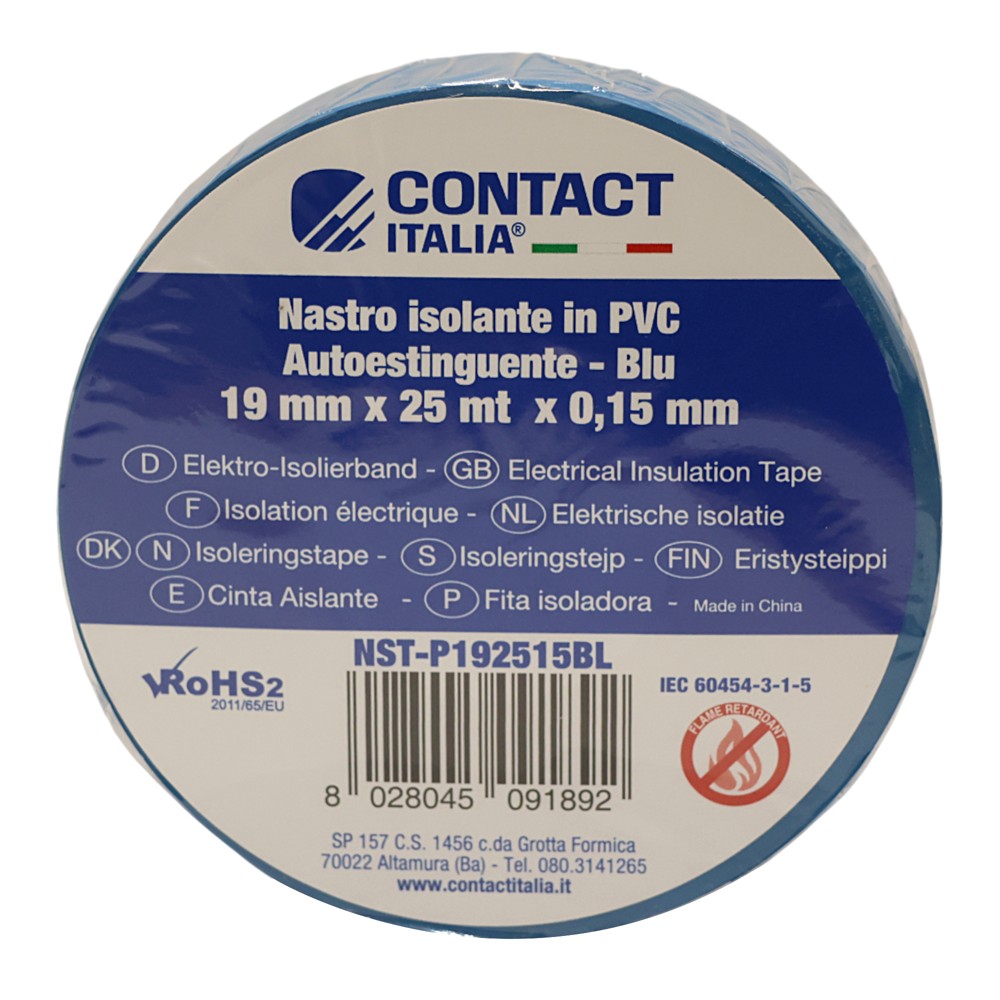 CONTACT
ITALIA®
Nastro isolante in PVC
Autoestinguente - Blu
19 mm x 25 mt x 0,15 mm
D Elektro-Isolierband - GB Electrical Insulation Tape
F Isolation électrique - NL Elektrische isolatie
DK N Isoleringstape - S Isoleringstejp - FIN Eristysteippi
E Cinta Aislante - P Fita isoladora - Made in China
NST-P192515BL
RoHS2
2011/65/EU
IEC 60454-3-1-5
FLAME RETARDANT
8 028045 091892
SP 157 C.S. 1456 c.da Grotta Formica
70022 Altamura (Ba) - Tel. 080.3141265
www.contactitalia.it